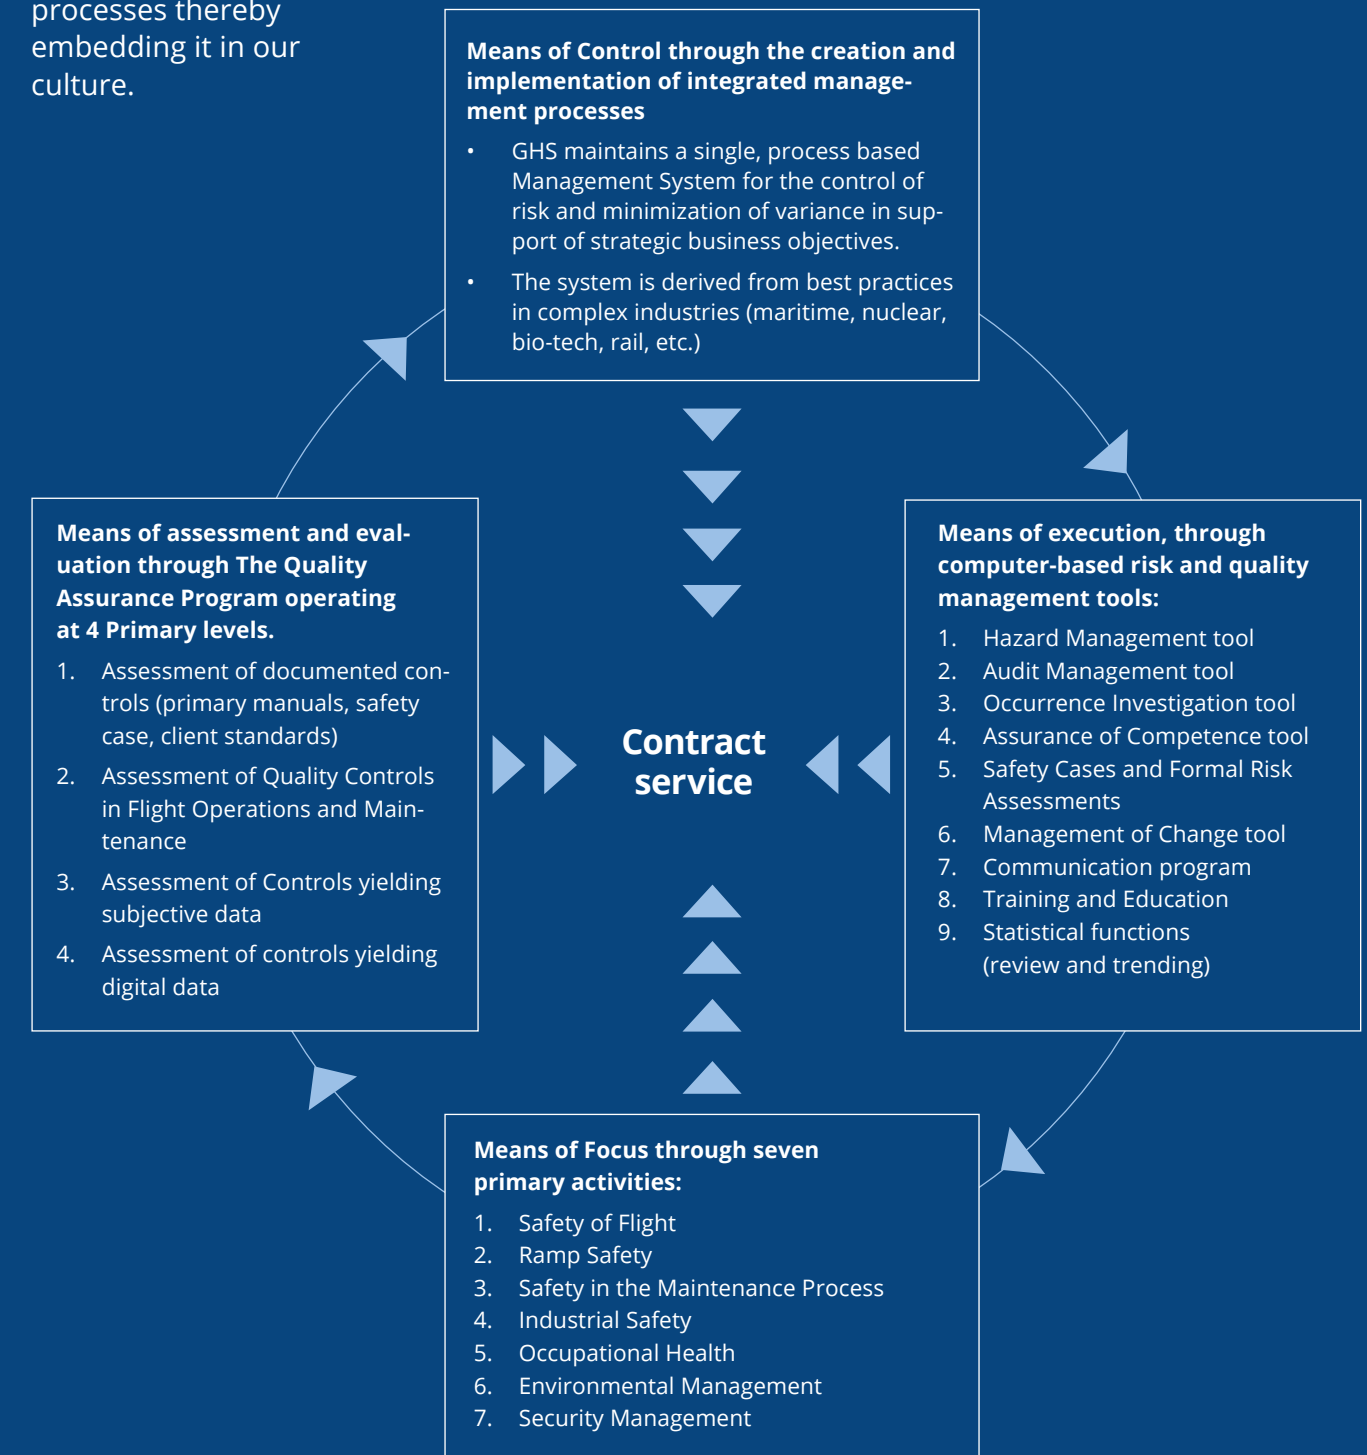 processes thereby
embedding it in our
culture.
Means of Control through the creation and
implementation of integrated manage-
ment processes
• GHS maintains a single, process based
Management System for the control of
risk and minimization of variance in sup-
port of strategic business objectives.
• The system is derived from best practices
in complex industries (maritime, nuclear,
bio-tech, rail, etc.)
Means of assessment and eval-
uation through The Quality
Assurance Program operating
at 4 Primary levels.
1. Assessment of documented con-
trols (primary manuals, safety
case, client standards)
2. Assessment of Quality Controls
in Flight Operations and Main-
tenance
3. Assessment of Controls yielding
subjective data
4. Assessment of controls yielding
digital data
Contract
service
Means of execution, through
computer-based risk and quality
management tools:
1. Hazard Management tool
2. Audit Management tool
3. Occurrence Investigation tool
4. Assurance of Competence tool
5. Safety Cases and Formal Risk
Assessments
6. Management of Change tool
7. Communication program
8. Training and Education
9. Statistical functions
(review and trending)
Means of Focus through seven
primary activities:
1. Safety of Flight
2. Ramp Safety
3. Safety in the Maintenance Process
4. Industrial Safety
5. Occupational Health
6. Environmental Management
7. Security Management